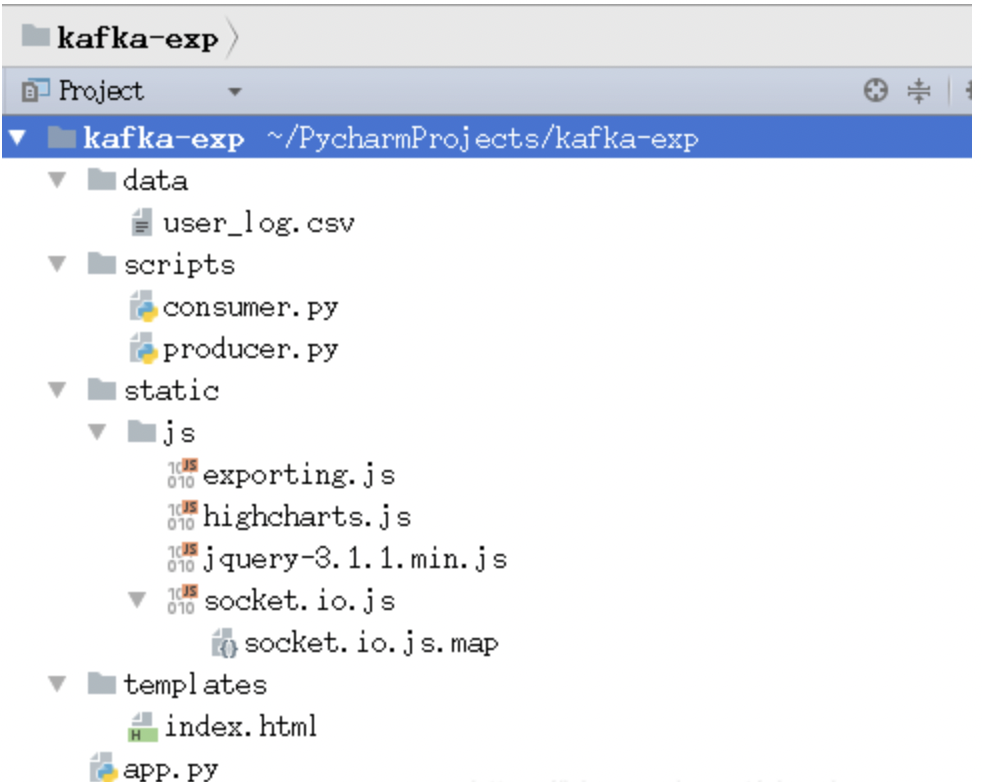 kafka-exp
Project
kafka-exp ~/PycharmProjects/kafka-exp
data
user_log.csv
scripts
consumer.py
producer.py
static
js
exporting.js
highcharts.js
jquery-3.1.1.min.js
socket.io.js
socket.io.js.map
templates
index.html
app.py